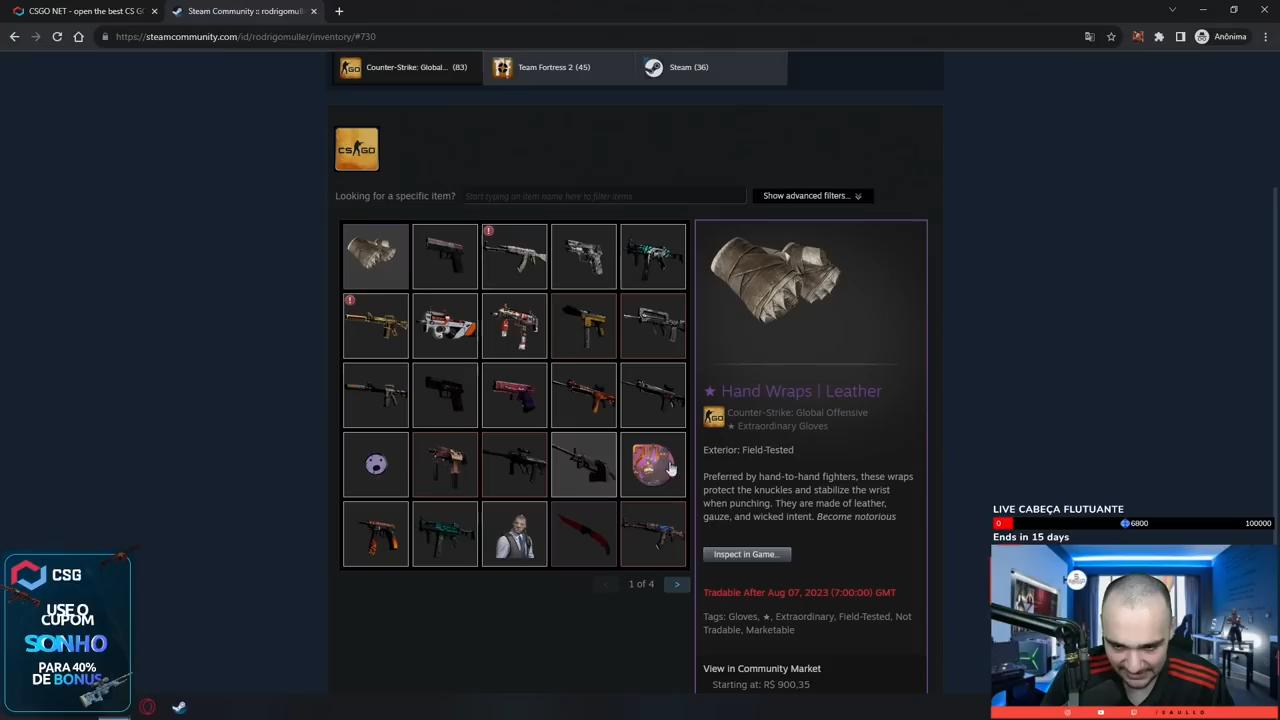 CSGO NET - open the best CS G
Steam Community :: rodrigomulle
https://steamcommunity.com/id/rodrigomuller/inventory/#730
Anônima
Counter-Strike: Global... (83)
Team Fortress 2 (45)
Steam (36)
CS GO
Looking for a specific item?
Start typing an item name here to filter items
Show advanced filters...
★ Hand Wraps | Leather
GO
Counter-Strike: Global Offensive
★ Extraordinary Gloves
Exterior: Field-Tested
Preferred by hand-to-hand fighters, these wraps
protect the knuckles and stabilize the wrist
when punching. They are made of leather,
gauze, and wicked intent. Become notorious
Inspect in Game...
1 of 4 >
Tradable After Aug 07, 2023 (7:00:00) GMT
Tags: Gloves, ★, Extraordinary, Field-Tested, Not
Tradable, Marketable
View in Community Market
Starting at: R$ 900,35
CSG
USE O
CUPOM
SONHO
PARA 40%
DE BONUS
LIVE CABEÇA FLUTUANTE
0 6800 100000
Ends in 15 days
/SAULLO